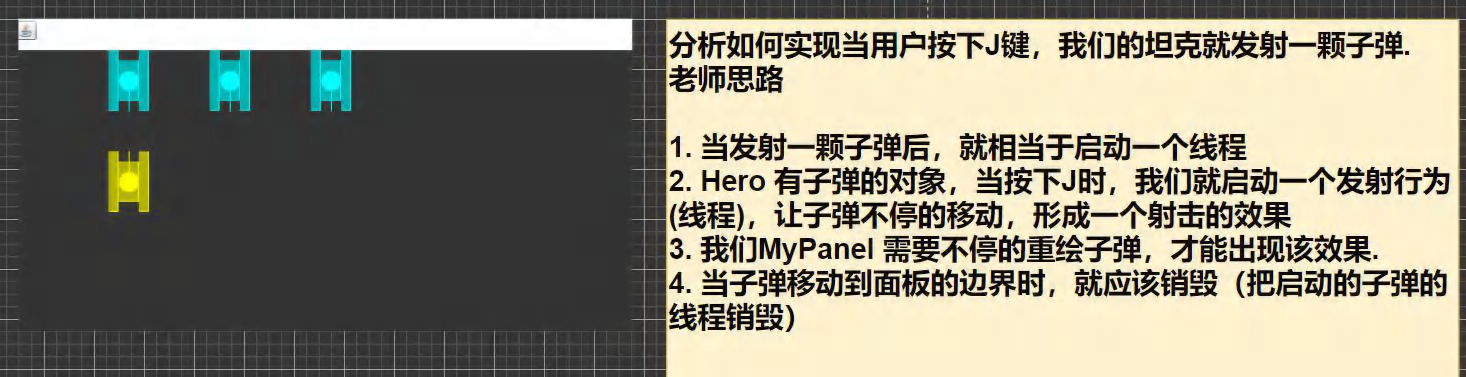 分析如何实现当用户按下J键，我们的坦克就发射一颗子弹.
老师思路
1. 当发射一颗子弹后，就相当于启动一个线程
2. Hero 有子弹的对象，当按下J时，我们就启动一个发射行为
(线程)，让子弹不停的移动，形成一个射击的效果
3. 我们MyPanel 需要不停的重绘子弹，才能出现该效果.
4. 当子弹移动到面板的边界时，就应该销毁（把启动的子弹的
线程销毁）